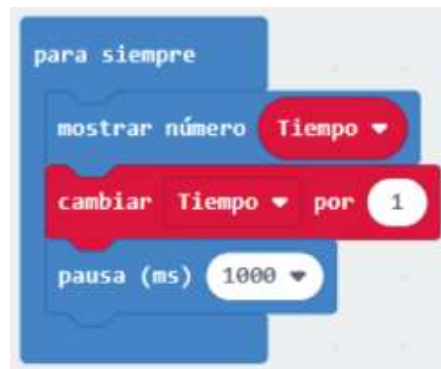 para siempre
mostrar número Tiempo
cambiar Tiempo por 1
pausa (ms) 1000